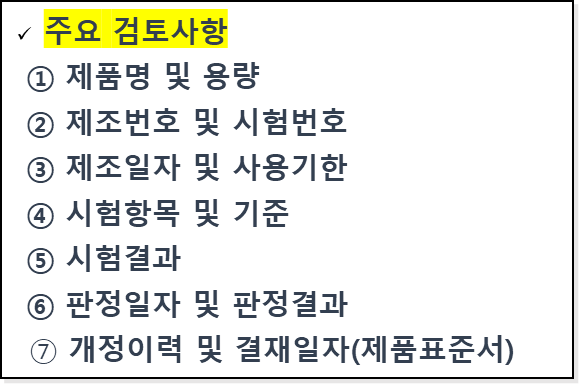 ✓ 주요 검토사항
① 제품명 및 용량
② 제조번호 및 시험번호
③ 제조일자 및 사용기한
④ 시험항목 및 기준
⑤ 시험결과
⑥ 판정일자 및 판정결과
⑦ 개정이력 및 결재일자(제품표준서)